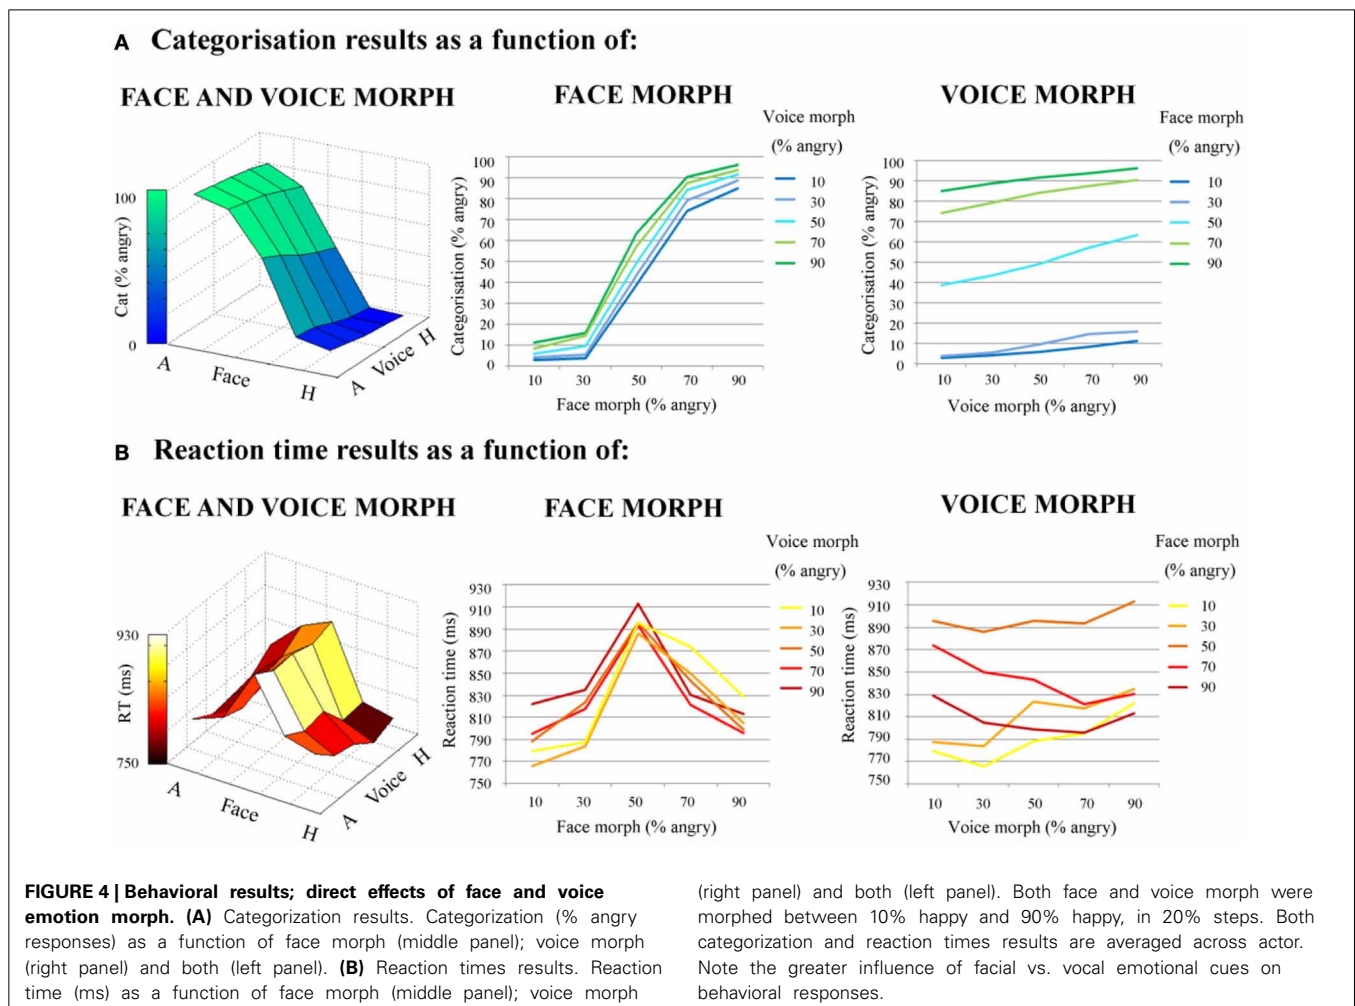 A Categorisation results as a function of:
FACE AND VOICE MORPH
Cat (% angry)
100
0
A
Face
H
A
Voice
H
FACE MORPH
Voice morph
(% angry)
10
30
50
70
90
Categorisation (% angry)
100
90
80
70
60
50
40
30
20
10
0
10 30 50 70 90
Face morph (% angry)
VOICE MORPH
Face morph
(% angry)
10
30
50
70
90
Categorisation (% angry)
100
90
80
70
60
50
40
30
20
10
0
10 30 50 70 90
Voice morph (% angry)
B Reaction time results as a function of:
FACE AND VOICE MORPH
RT (ms)
930
750
A
Face
H
A
Voice
H
FACE MORPH
Voice morph
(% angry)
10
30
50
70
90
Reaction time (ms)
930
910
890
870
850
830
810
790
770
750
10 30 50 70 90
Face morph (% angry)
VOICE MORPH
Face morph
(% angry)
10
30
50
70
90
Reaction time (ms)
930
910
890
870
850
830
810
790
770
750
10 30 50 70 90
Voice morph (% angry)
FIGURE 4 | Behavioral results; direct effects of face and voice
emotion morph. (A) Categorization results. Categorization (% angry
responses) as a function of face morph (middle panel); voice morph
(right panel) and both (left panel). (B) Reaction times results. Reaction
time (ms) as a function of face morph (middle panel); voice morph
(right panel) and both (left panel). Both face and voice morph were
morphed between 10% happy and 90% happy, in 20% steps. Both
categorization and reaction times results are averaged across actor.
Note the greater influence of facial vs. vocal emotional cues on
behavioral responses.